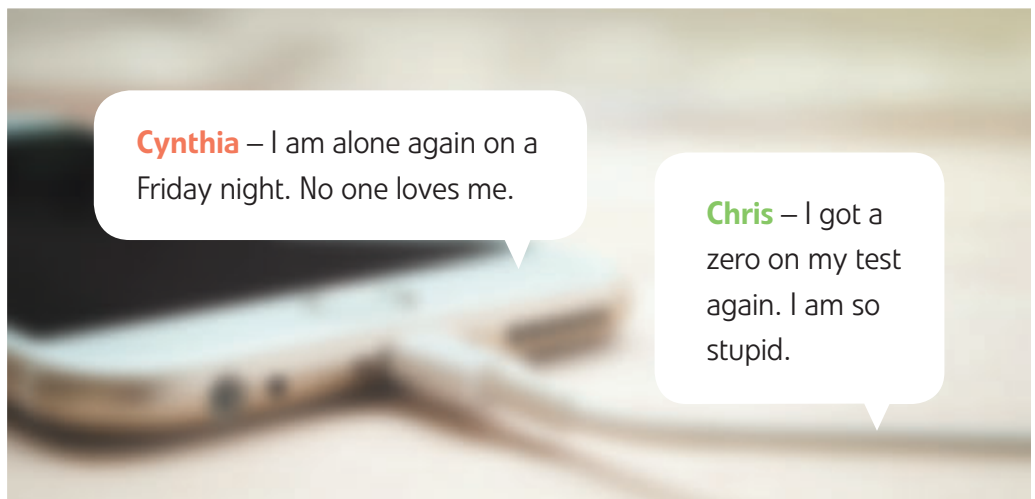 Cynthia – I am alone again on a
Friday night. No one loves me.
Chris – I got a
zero on my test
again. I am so
stupid.